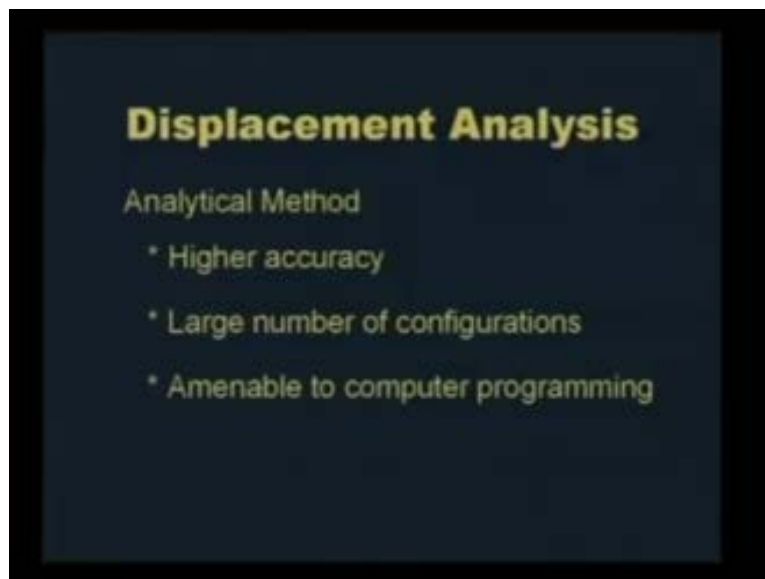 Displacement Analysis
Analytical Method
* Higher accuracy
* Large number of configurations
* Amenable to computer programming